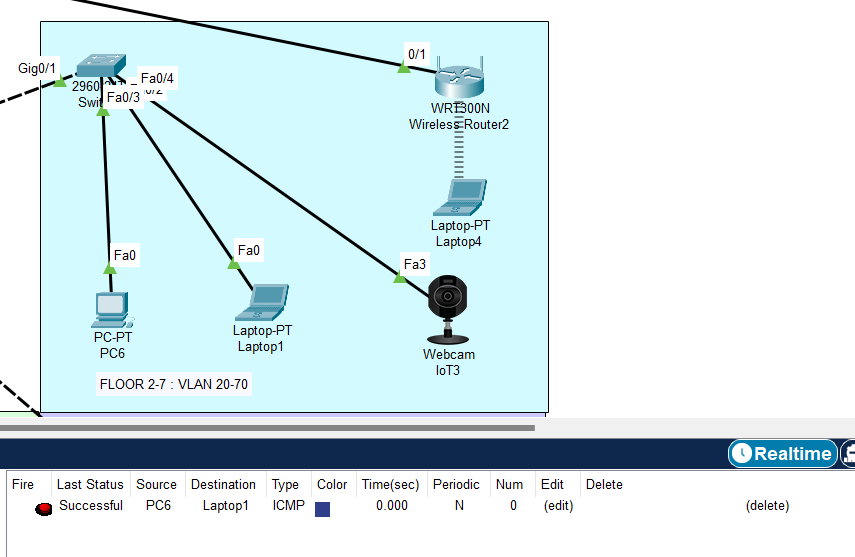 0/1
Gig0/1
Fa0/4
2960
0/2
Fa0/3
Swit
WRT300N
Wireless Router2
Laptop-PT
Laptop4
Fa0
Fa0
Fa3
PC-PT
PC6
Laptop-PT
Laptop1
Webcam
IoT3
FLOOR 2-7 : VLAN 20-70
Realtime
Fire Last Status Source Destination Type Color Time(sec) Periodic Num Edit Delete
Successful PC6 Laptop1 ICMP 0.000 N 0 (edit) (delete)